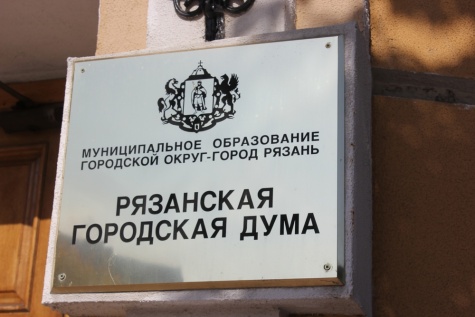 МУНИЦИПАЛЬНОЕ ОБРАЗОВАНИЕ
ГОРОДСКОЙ ОКРУГ-ГОРОД РЯЗАНЬ
РЯЗАНСКАЯ
ГОРОДСКАЯ ДУМА